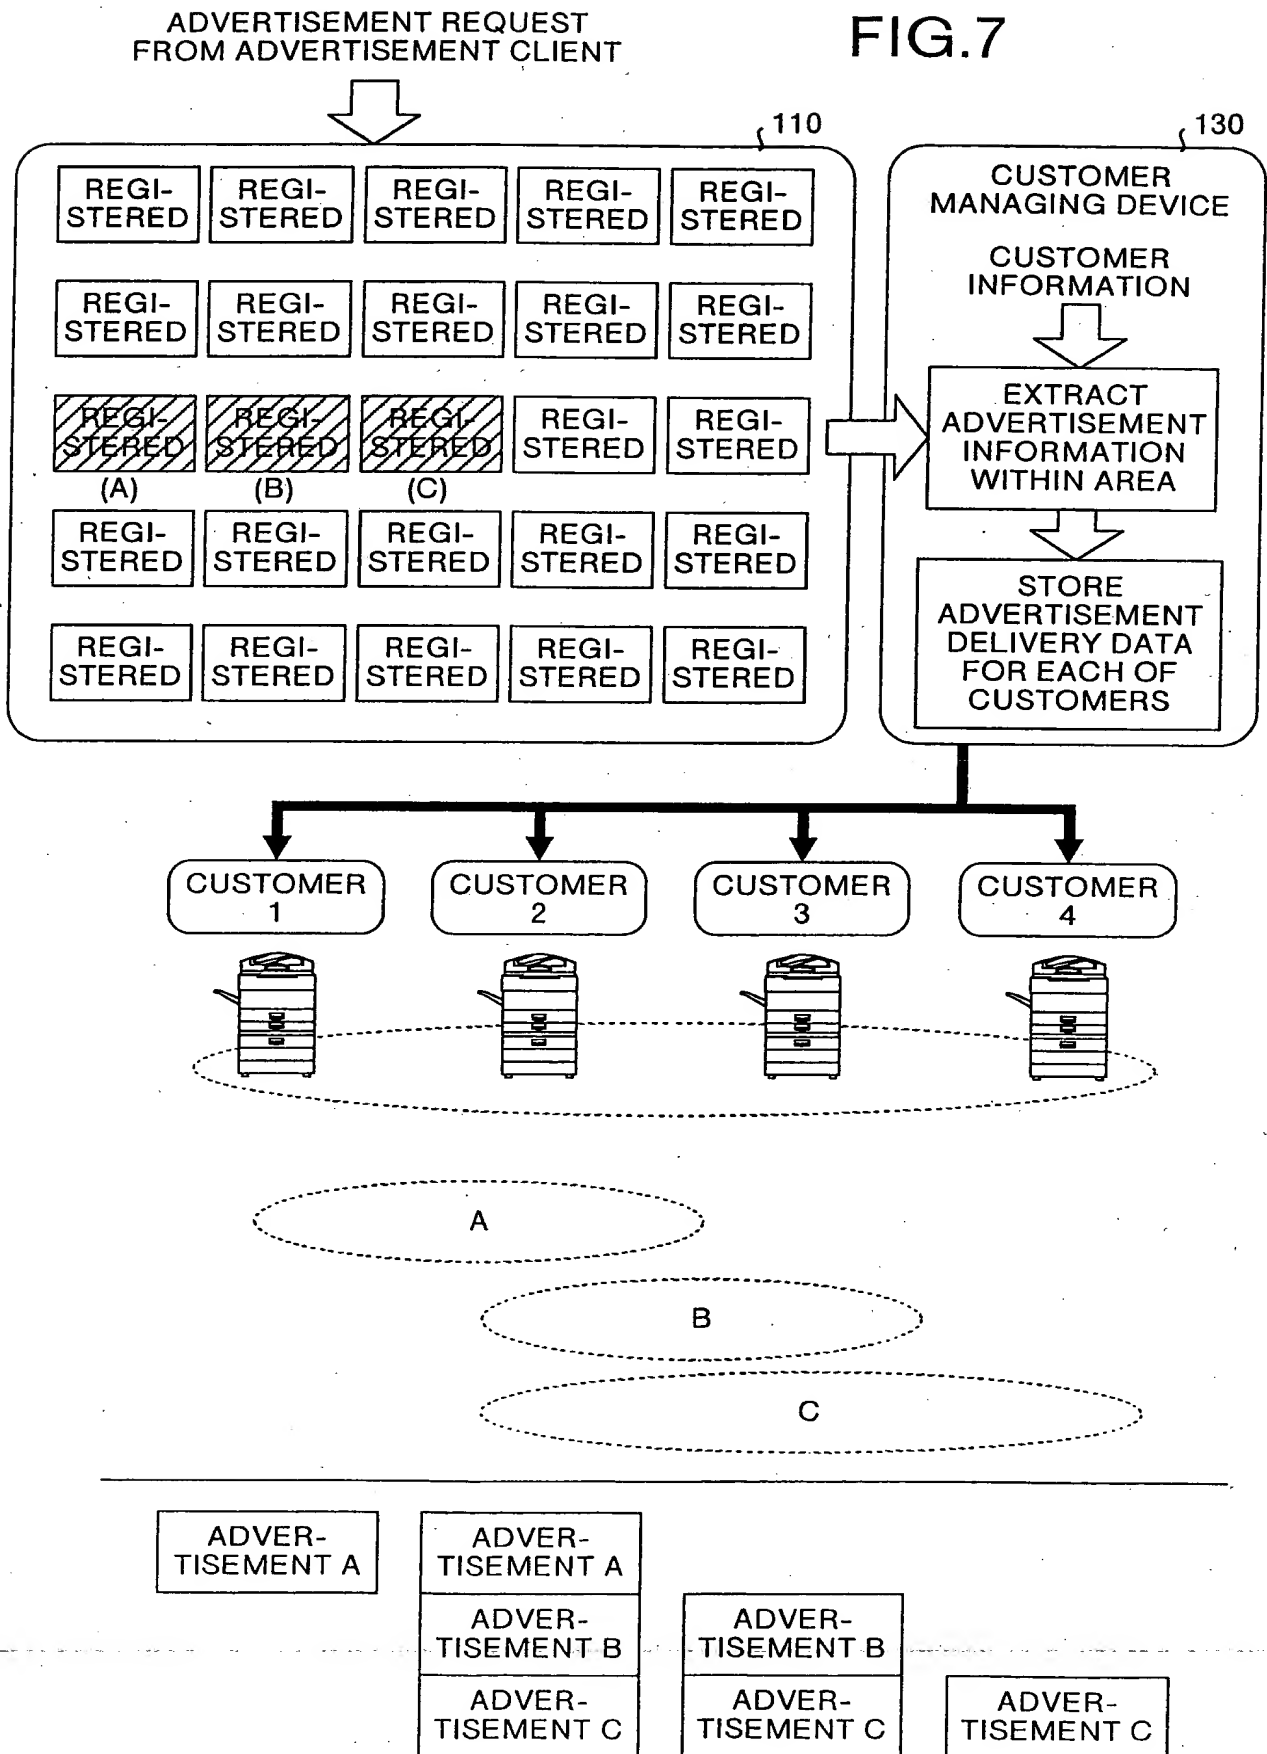 ADVERTISEMENT REQUEST
FROM ADVERTISEMENT CLIENT
FIG.7
110
130
REGI-
STERED
REGI-
STERED
REGI-
STERED
REGI-
STERED
REGI-
STERED
REGI-
STERED
REGI-
STERED
REGI-
STERED
REGI-
STERED
REGI-
STERED
REGI-
STERED
(A)
REGI-
STERED
(B)
REGI-
STERED
(C)
REGI-
STERED
REGI-
STERED
REGI-
STERED
REGI-
STERED
REGI-
STERED
REGI-
STERED
REGI-
STERED
REGI-
STERED
REGI-
STERED
REGI-
STERED
REGI-
STERED
REGI-
STERED
CUSTOMER
MANAGING DEVICE
CUSTOMER
INFORMATION
EXTRACT
ADVERTISEMENT
INFORMATION
WITHIN AREA
STORE
ADVERTISEMENT
DELIVERY DATA
FOR EACH OF
CUSTOMERS
CUSTOMER
1
CUSTOMER
2
CUSTOMER
3
CUSTOMER
4
A
B
C
ADVER-
TISEMENT A
ADVER-
TISEMENT A
ADVER-
TISEMENT B
ADVER-
TISEMENT C
ADVER-
TISEMENT B
ADVER-
TISEMENT C
ADVER-
TISEMENT C